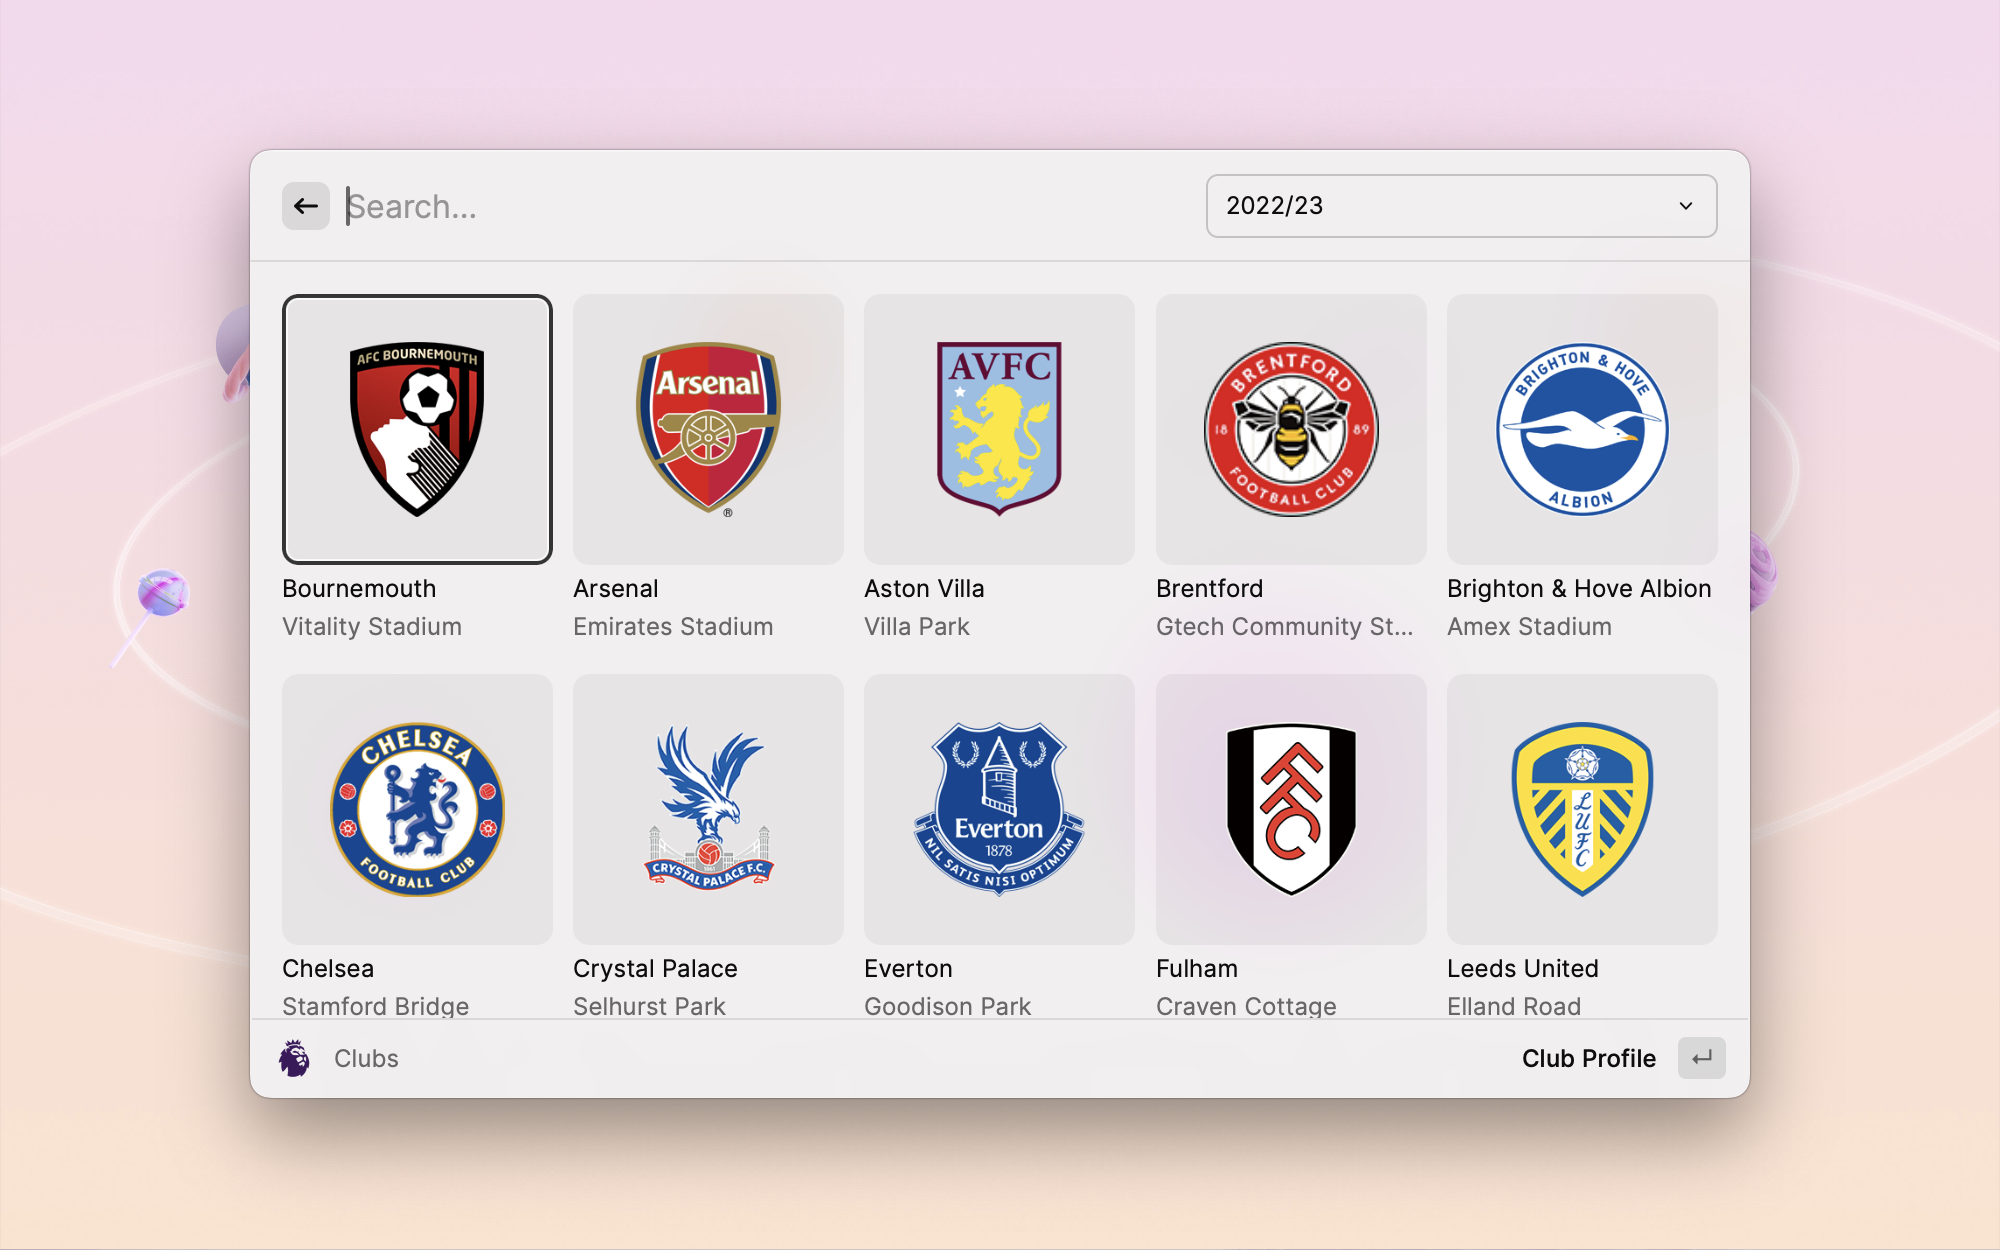 Search...
2022/23
AFC BOURNEMOUTH
Arsenal
®
AVFC
BRENTFORD
18 89
FOOTBALL CLUB
BRIGHTON & HOVE
ALBION
Bournemouth
Vitality Stadium
Arsenal
Emirates Stadium
Aston Villa
Villa Park
Brentford
Gtech Community St...
Brighton & Hove Albion
Amex Stadium
CHELSEA
FOOTBALL CLUB
1861
CRYSTAL PALACE F.C.
Everton
1878
NIL SATIS NISI OPTIMUM
FFC
LUFC
Chelsea
Stamford Bridge
Crystal Palace
Selhurst Park
Everton
Goodison Park
Fulham
Craven Cottage
Leeds United
Elland Road
Clubs
Club Profile